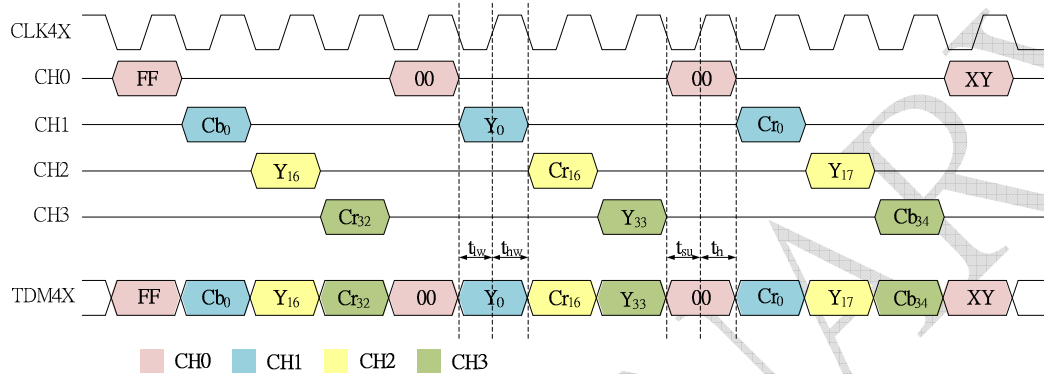 CLK4X
CH0 FF 00 00 XY
CH1 Cb0 Y0 Cr0
CH2 Y16 Cr16 Y17
CH3 Cr32 Y33 Cb34
tlw thw tsu th
TDM4X FF Cb0 Y16 Cr32 00 Y0 Cr16 Y33 00 Cr0 Y17 Cb34 XY
CH0 CH1 CH2 CH3